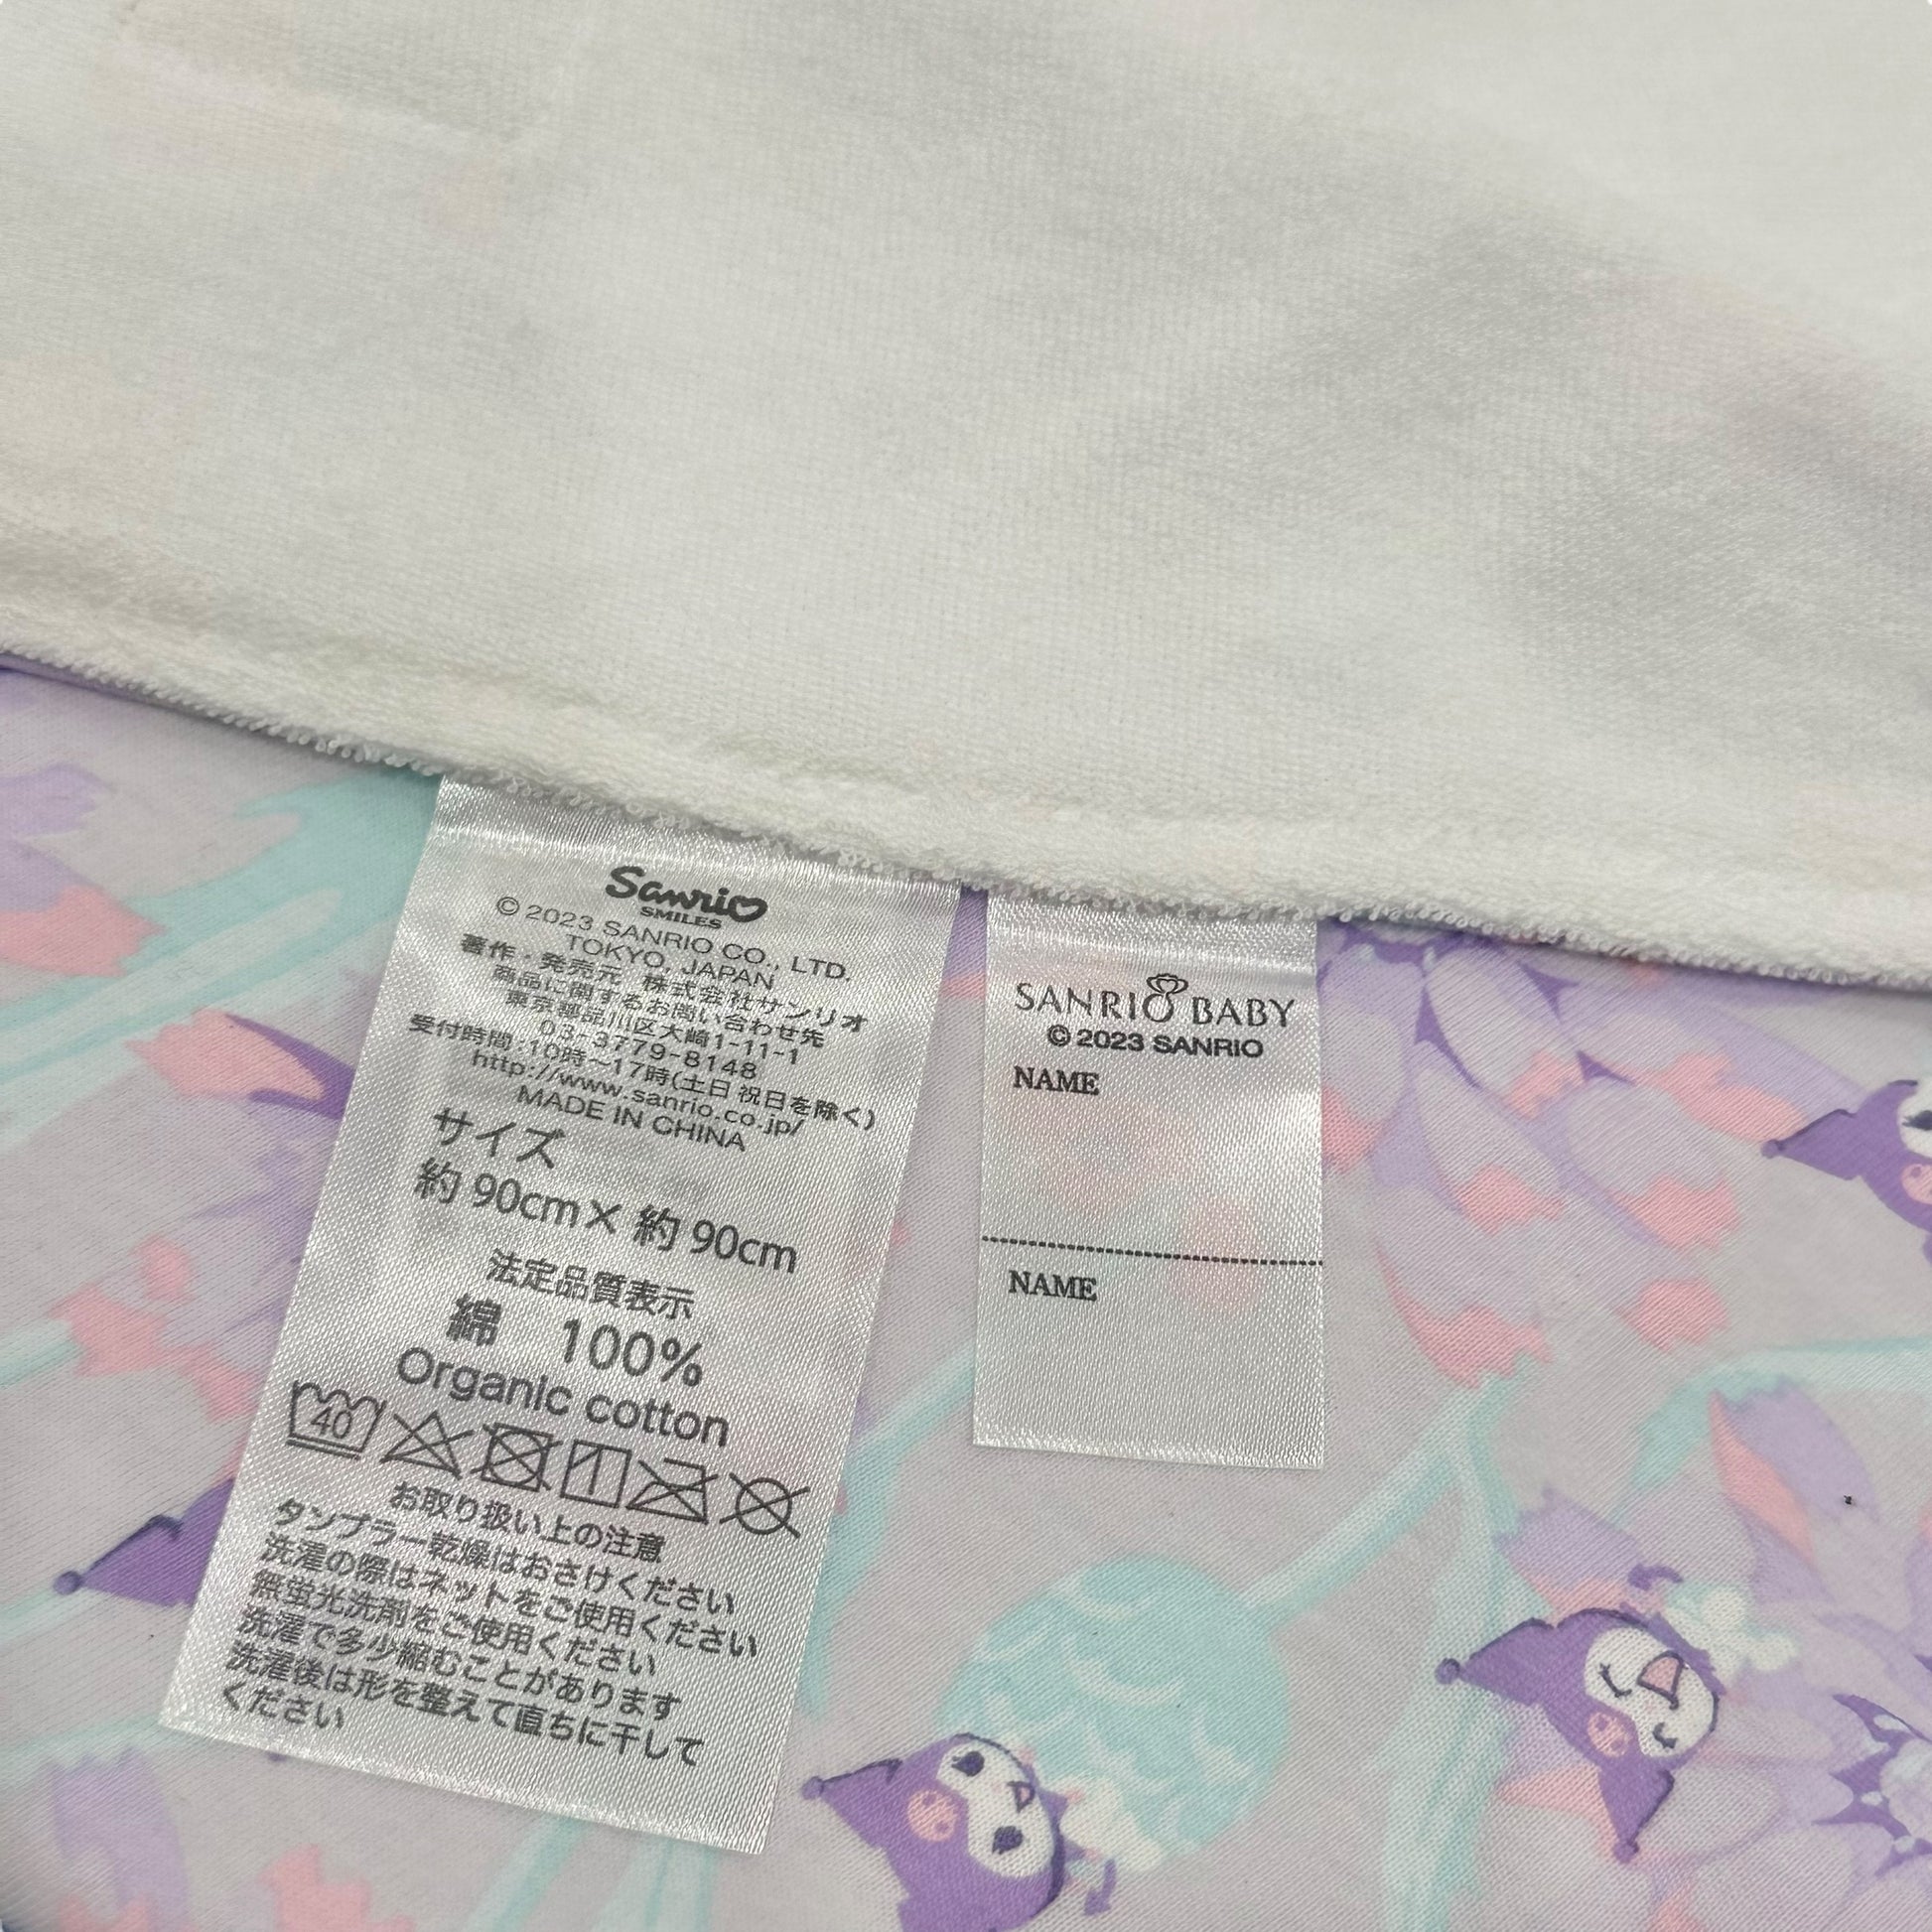 Sanrio
SMILES
© 2023 SANRIO CO., LTD.
TOKYO, JAPAN
著作・発売元 株式会社サンリオ
商品に関するお問い合わせ先
東京都品川区大崎1-11-1
03-3779-8148
受付時間:10時〜17時(土日 祝日を除く)
http://www.sanrio.co.jp/
MADE IN CHINA
サイズ
約 90cm×約 90cm
法定品質表示
綿 100%
Organic cotton
40
お取り扱い上の注意
タンブラー乾燥はおさけください
洗濯の際はネットをご使用ください
無蛍光洗剤をご使用ください
洗濯で多少縮むことがあります
洗濯後は形を整えて直ちに干して
ください
SANRIO BABY
© 2023 SANRIO
NAME
NAME